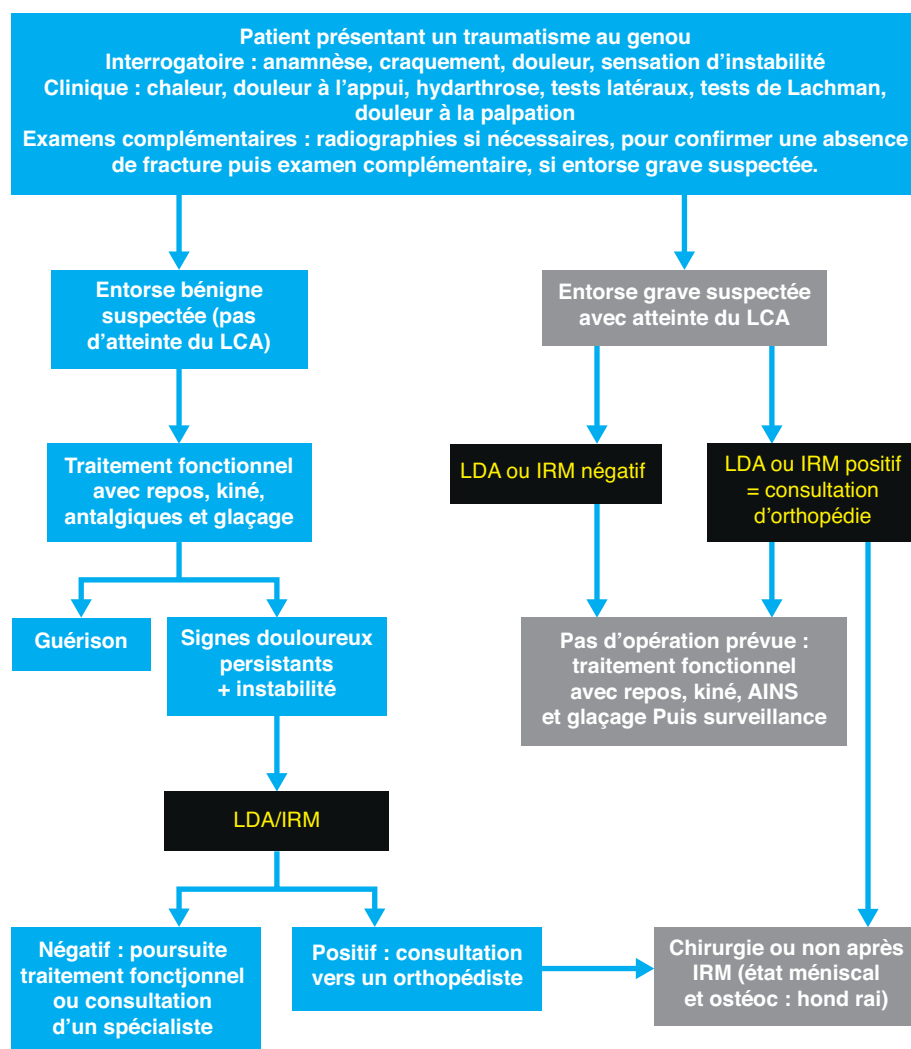 Patient présentant un traumatisme au genou
Interrogatoire : anamnèse, craquement, douleur, sensation d'instabilité
Clinique : chaleur, douleur à l'appui, hydarthrose, tests latéraux, tests de Lachman,
douleur à la palpation
Examens complémentaires : radiographies si nécessaires, pour confirmer une absence
de fracture puis examen complémentaire, si entorse grave suspectée.
Entorse bénigne
suspectée (pas
d'atteinte du LCA)
Entorse grave suspectée
avec atteinte du LCA
Traitement fonctionnel
avec repos, kiné,
antalgiques et glaçage
LDA ou IRM négatif
LDA ou IRM positif
= consultation
d'orthopédie
Guérison
Signes douloureux
persistants
+ instabilité
Pas d'opération prévue :
traitement fonctionnel
avec repos, kiné, AINS
et glaçage Puis surveillance
LDA/IRM
Négatif : poursuite
traitement fonctjonnel
ou consultation
d'un spécialiste
Positif : consultation
vers un orthopédiste
Chirurgie ou non après
IRM (état méniscal
et ostéoc : hond rai)